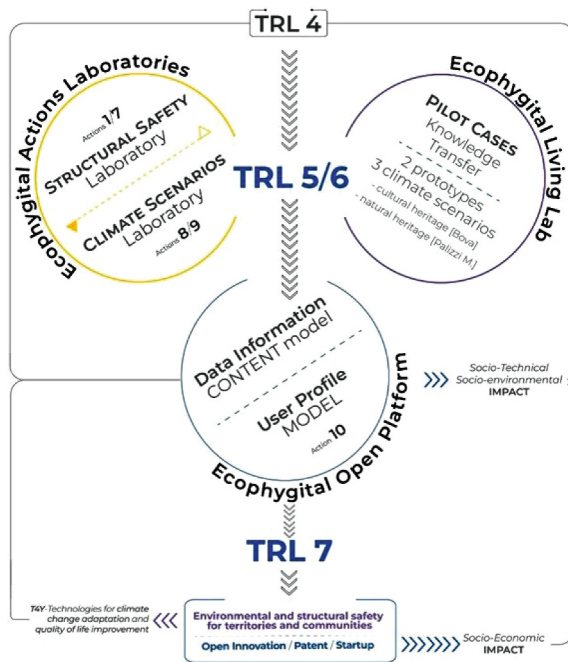 TRL 4
Ecophygital Actions Laboratories
Actions 1/7
STRUCTURAL SAFETY
Laboratory
CLIMATE SCENARIOS
Laboratory
Actions 8/9
TRL 5/6
Ecophygital Living Lab
PILOT CASES
Knowledge
Transfer
2 prototypes
3 climate scenarios
- cultural heritage [Bova]
- natural heritage [Palizzi M.]
Data Information
CONTENT model
User Profile
MODEL
Action 10
Ecophygital Open Platform
Socio-Technical
Socio-environmental
IMPACT
TRL 7
T4Y-Technologies for climate
change adaptation and
quality of life improvement
Environmental and structural safety
for territories and communities
Open Innovation / Patent / Startup
Socio-Economic
IMPACT